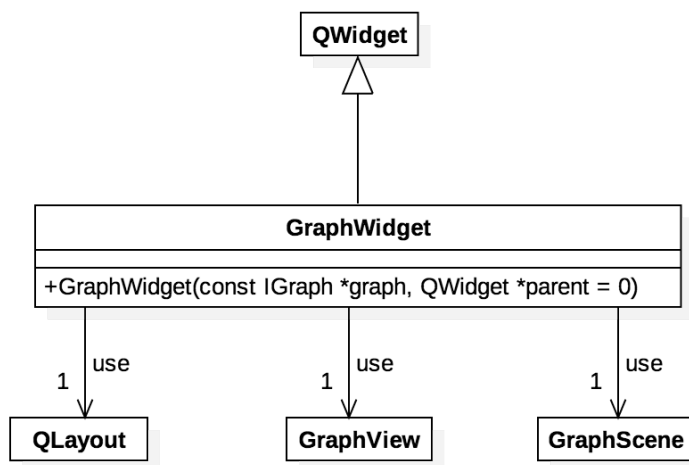 QWidget
GraphWidget
+GraphWidget(const IGraph *graph, QWidget *parent = 0)
use
use
use
1
1
1
QLayout
GraphView
GraphScene